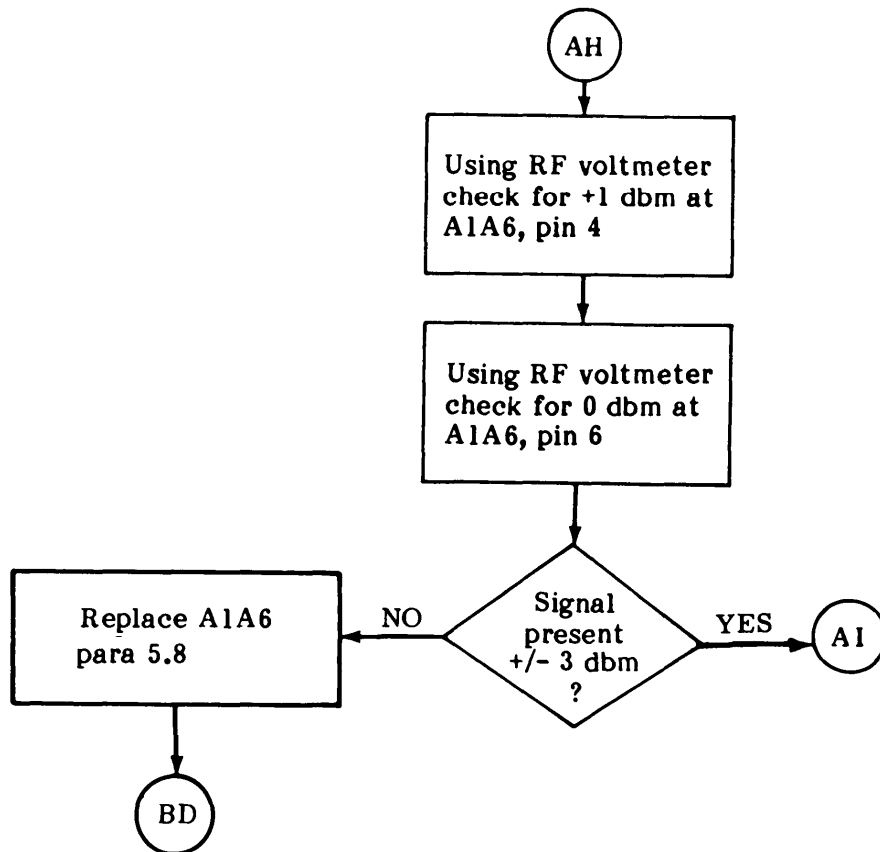 AH
Using RF voltmeter
check for +1 dbm at
A1A6, pin 4
Using RF voltmeter
check for 0 dbm at
A1A6, pin 6
Signal
present
+/- 3 dbm
?
NO
YES
Replace A1A6
para 5.8
AI
BD